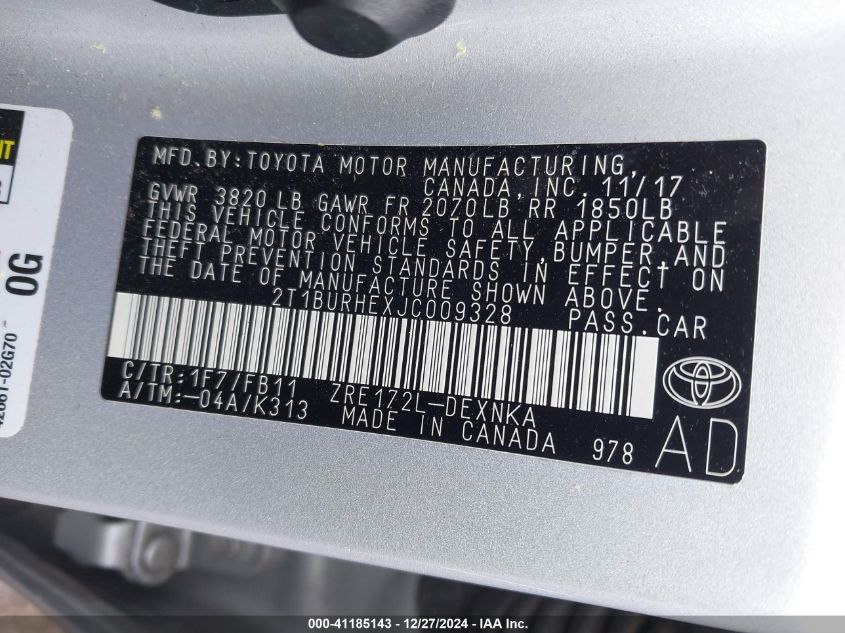 MFD. BY: TOYOTA MOTOR MANUFACTURING,
CANADA, INC. 11/17
GVWR 3820 LB GAWR FR 2070LB RR 1850LB
THIS VEHICLE CONFORMS TO ALL APPLICABLE
FEDERAL MOTOR VEHICLE SAFETY, BUMPER, AND
THEFT PREVENTION STANDARDS IN EFFECT ON
THE DATE OF MANUFACTURE SHOWN ABOVE.
2T1BURHEXJC009328 PASS. CAR
C/TR: 1F7/FB11 ZRE172L-DEXNKA
A/TM: -04A/K313 MADE IN CANADA 978
AD
0G
42661-02G70
000-41185143 - 12/27/2024 - IAA Inc.